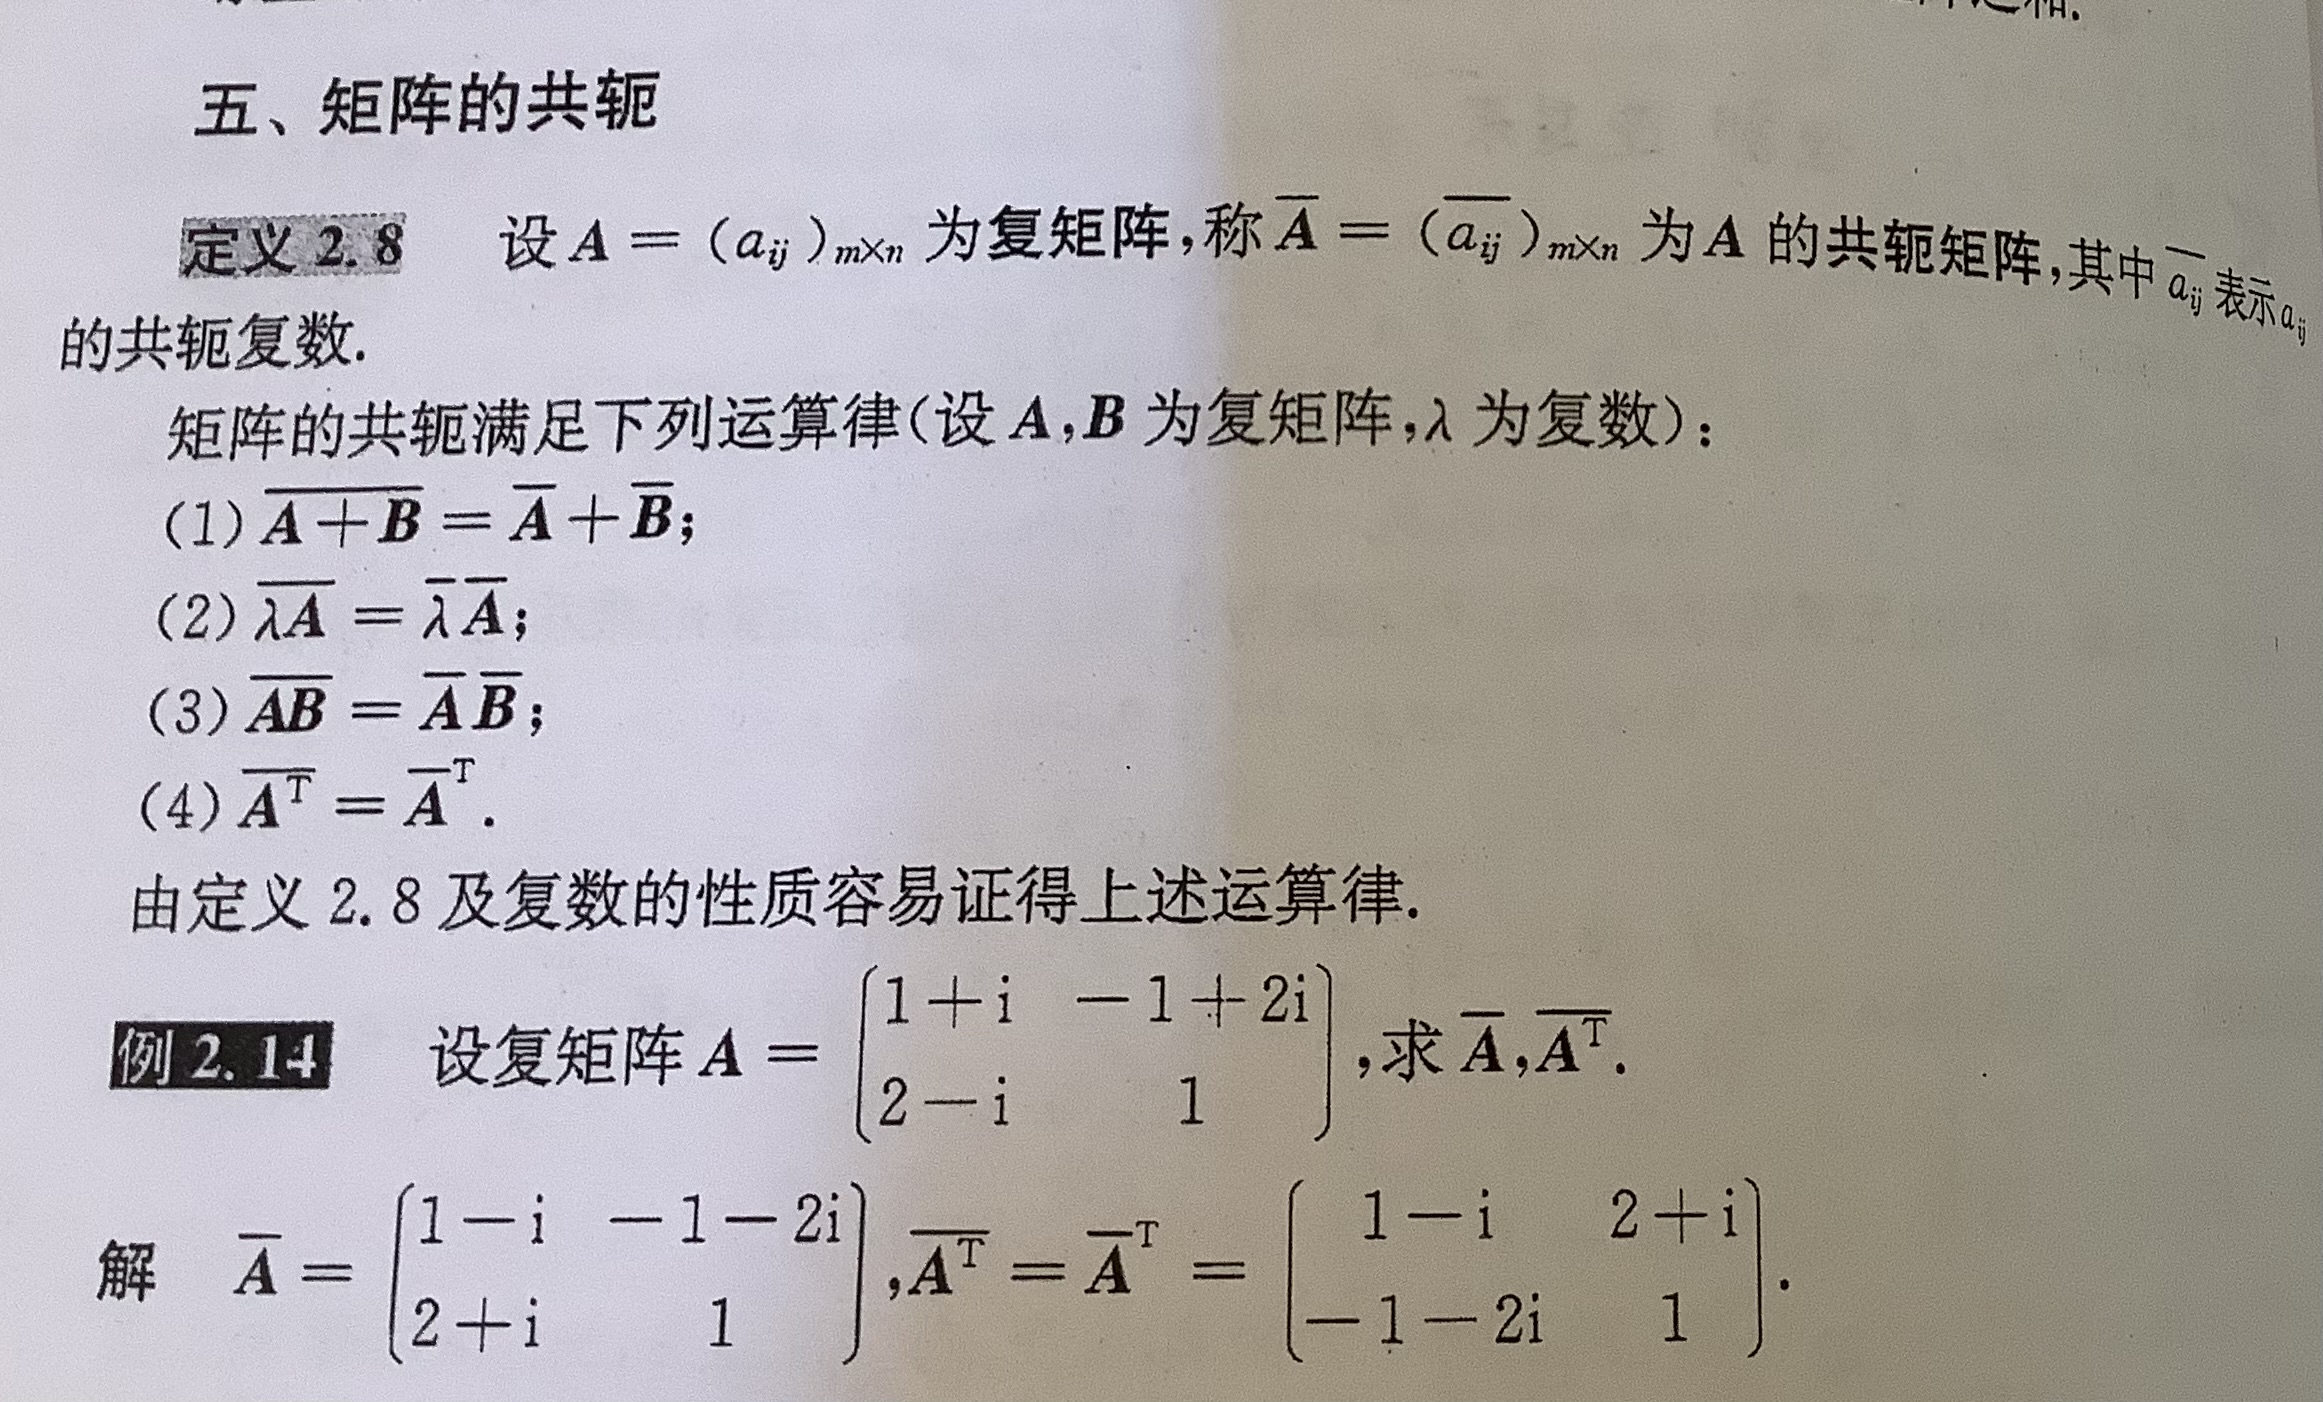 五、矩阵的共轭
定义 2.8 设 A = (a_{ij})_{m×n} 为复矩阵,称 \overline{A} = (\overline{a_{ij}})_{m×n} 为 A 的共轭矩阵,其中 \overline{a_{ij}} 表示 a_{ij}
的共轭复数.
矩阵的共轭满足下列运算律(设 A,B 为复矩阵,λ 为复数):
(1) \overline{A+B} = \overline{A} + \overline{B};
(2) \overline{λA} = \overline{λ} \overline{A};
(3) \overline{AB} = \overline{A} \overline{B};
(4) \overline{A^T} = \overline{A}^T.
由定义 2.8 及复数的性质容易证得上述运算律.
例 2.14 设复矩阵 A = \begin{pmatrix} 1+i & -1+2i \\ 2-i & 1 \end{pmatrix},求 \overline{A},\overline{A^T}.
解 \overline{A} = \begin{pmatrix} 1-i & -1-2i \\ 2+i & 1 \end{pmatrix},\overline{A^T} = \overline{A}^T = \begin{pmatrix} 1-i & 2+i \\ -1-2i & 1 \end{pmatrix}.